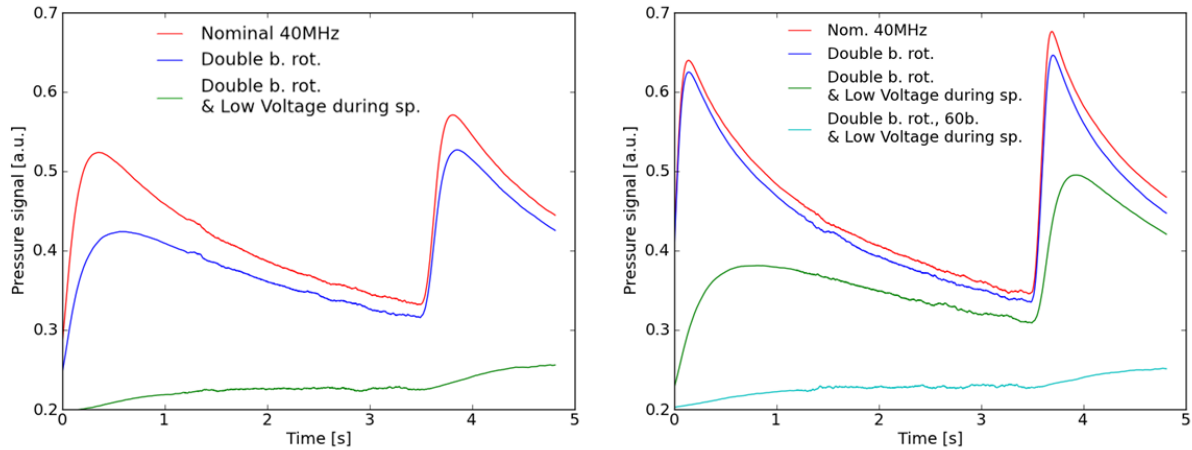 0.7
0.6
0.5
0.4
0.3
0.2
Pressure signal [a.u.]
Nominal 40MHz
Double b. rot.
Double b. rot.
& Low Voltage during sp.
0 1 2 3 4 5
Time [s]
0.7
0.6
0.5
0.4
0.3
0.2
Pressure signal [a.u.]
Nom. 40MHz
Double b. rot.
Double b. rot.
& Low Voltage during sp.
Double b. rot., 60b.
& Low Voltage during sp.
0 1 2 3 4 5
Time [s]